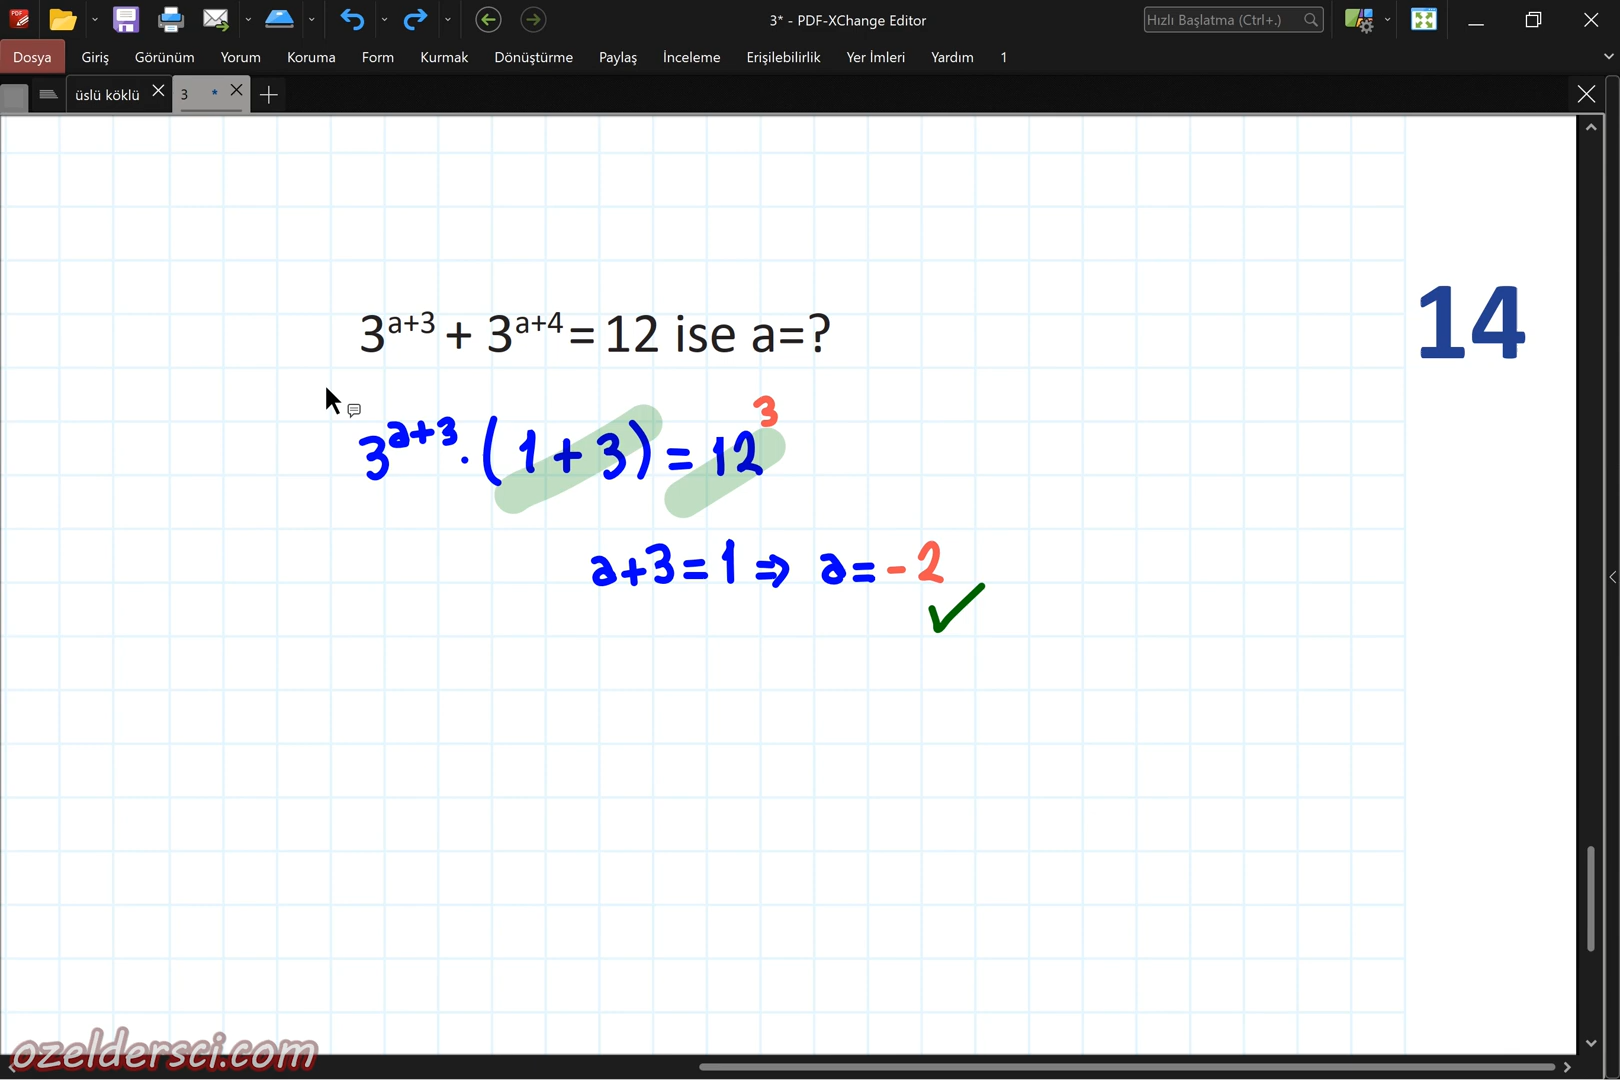 3* - PDF-XChange Editor
Hızlı Başlatma (Ctrl+.)
Dosya Giriş Görünüm Yorum Koruma Form Kurmak Dönüştürme Paylaş İnceleme Erişilebilirlik Yer İmleri Yardım 1
üslü köklü 3 *
14
3^{a+3} + 3^{a+4} = 12 ise a=?
3
3^{a+3} · (1 + 3) = 12
a+3=1 ⇒ a=-2
ozeldersci.com